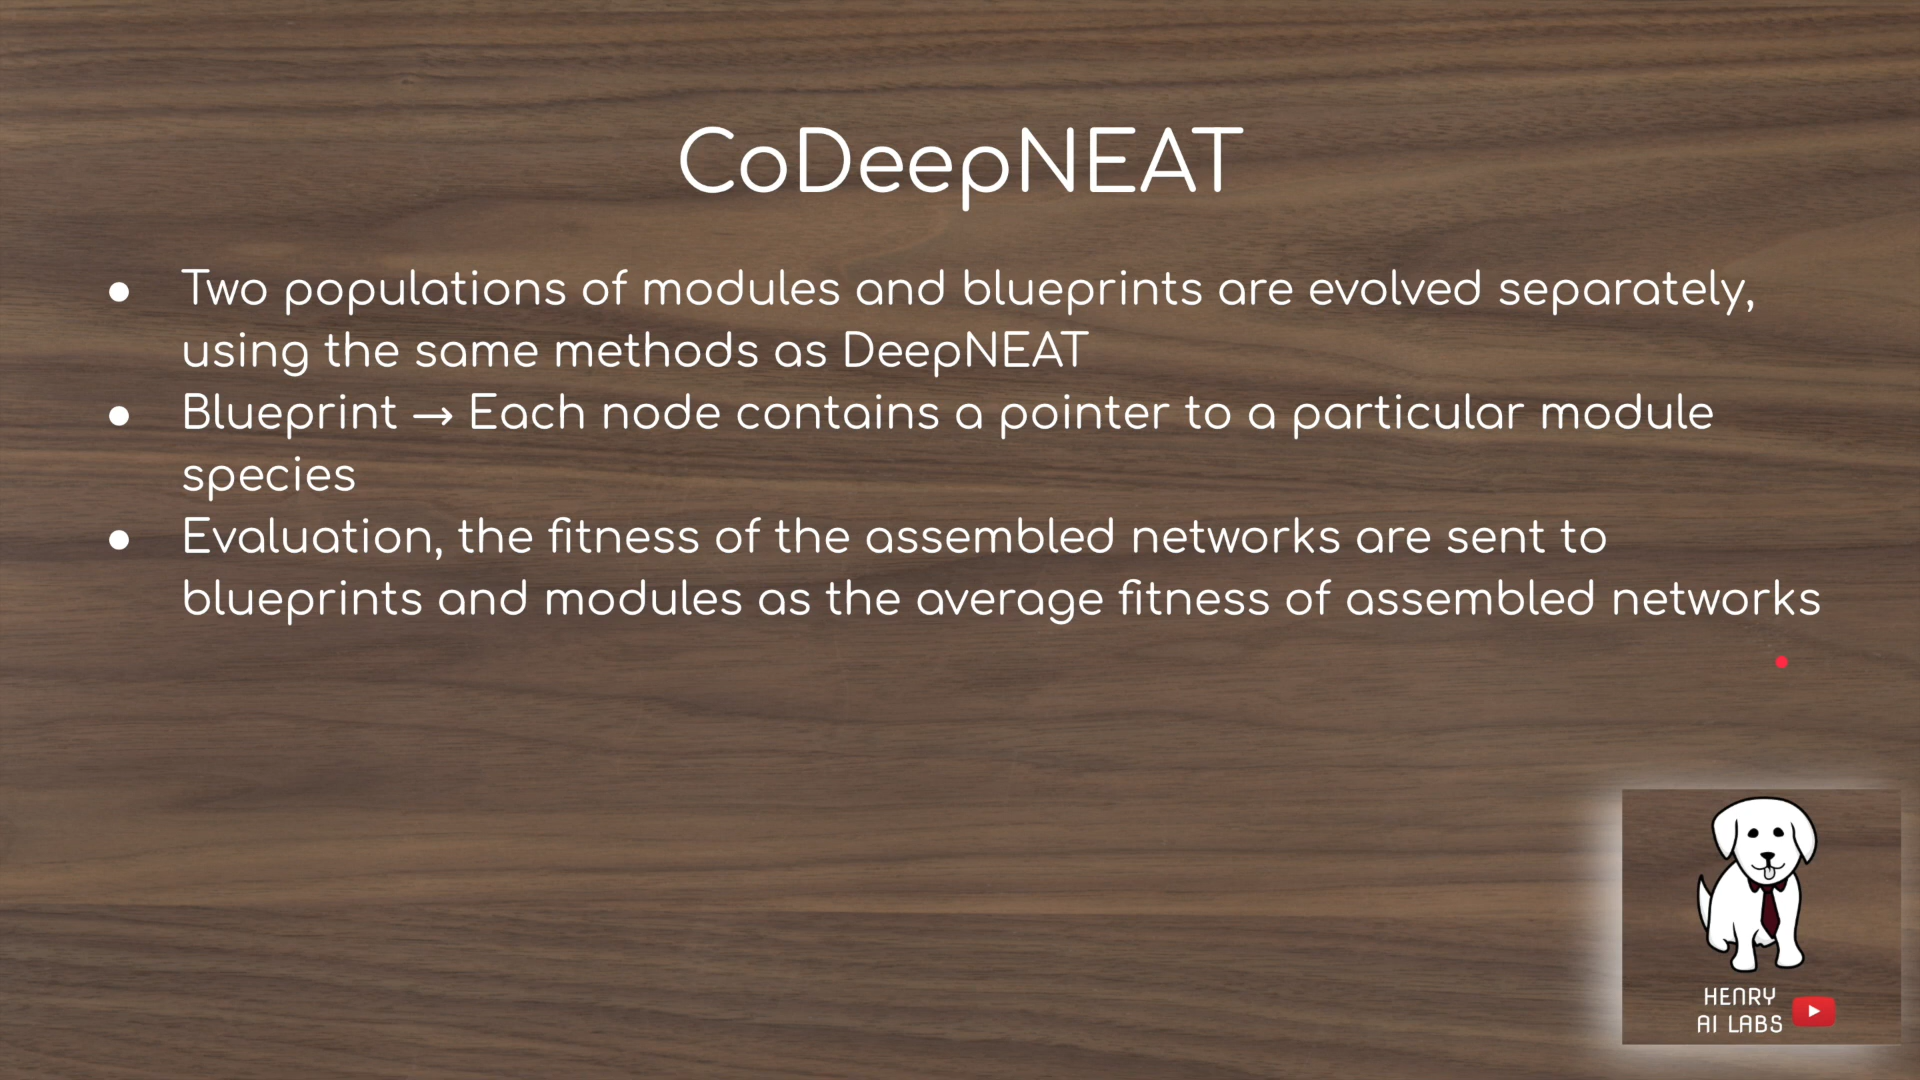 CoDeepNEAT
● Two populations of modules and blueprints are evolved separately,
using the same methods as DeepNEAT
● Blueprint → Each node contains a pointer to a particular module
species
● Evaluation, the fitness of the assembled networks are sent to
blueprints and modules as the average fitness of assembled networks
HENRY
AI LABS